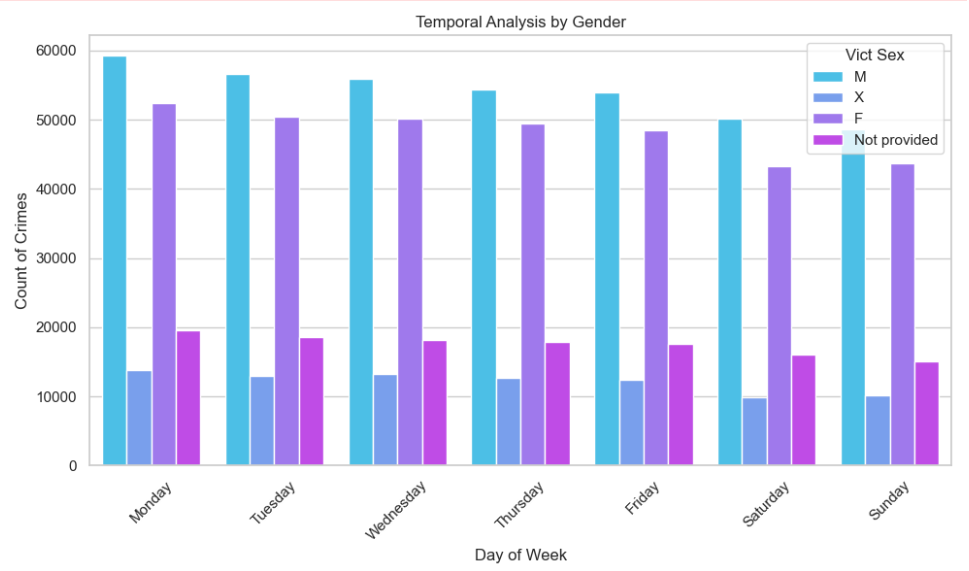 Temporal Analysis by Gender
60000
50000
40000
30000
20000
10000
0
Count of Crimes
Vict Sex
M
X
F
Not provided
Monday
Tuesday
Wednesday
Thursday
Friday
Saturday
Sunday
Day of Week